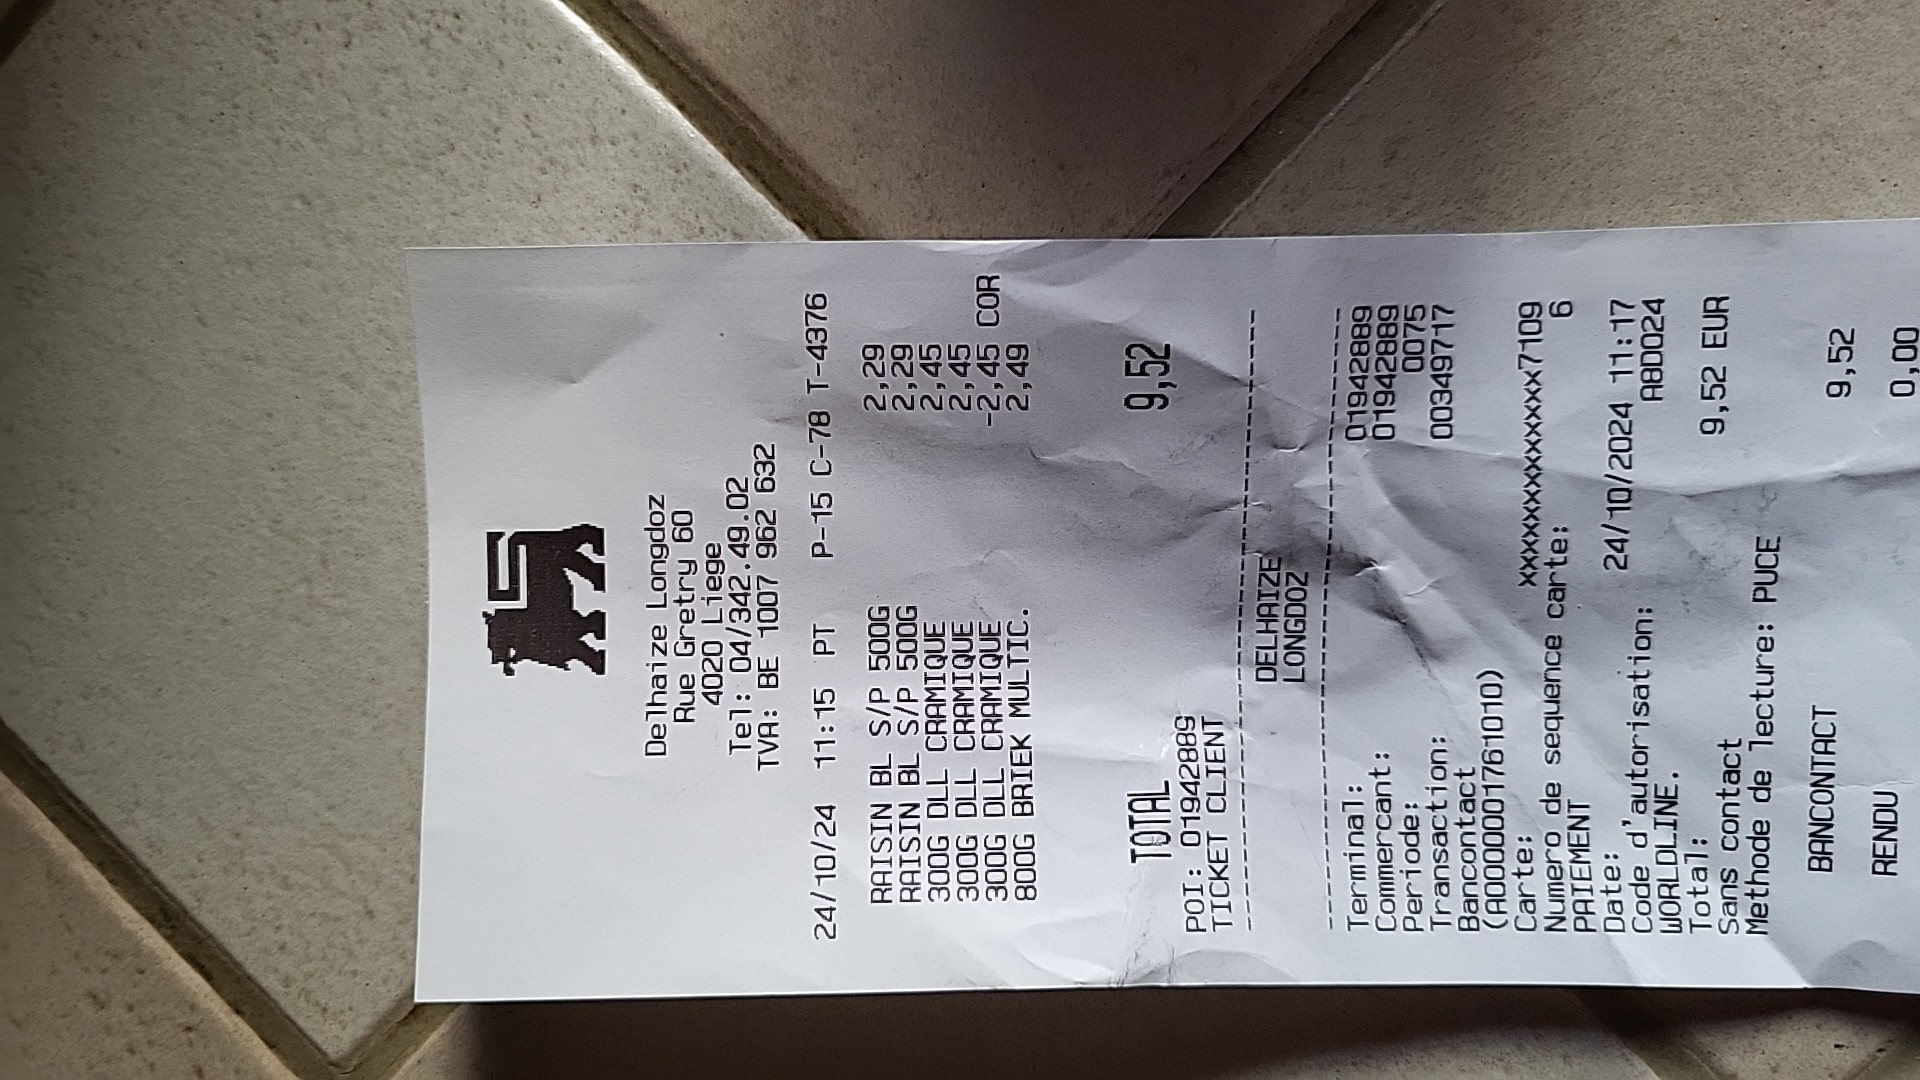 Delhaize Longdoz
Rue Gretry 60
4020 Liege
Tel: 04/342.49.02
TVA: BE 1007 962 632
24/10/24 11:15 PT P-15 C-78 T-4376
RAISIN BL S/P 500G 2,29
RAISIN BL S/P 500G 2,29
300G DLL CRAMIQUE 2,45
300G DLL CRAMIQUE 2,45
300G DLL CRAMIQUE -2,45 COR
800G BRIEK MULTIC. 2,49
TOTAL 9,52
POI: 01942889
TICKET CLIENT
DELHAIZE
LONGDOZ
Terminal: 01942889
Commercant: 01942889
Periode: 0075
Transaction: 00349717
Bancontact
(A0000001761010)
Carte: xxxxxxxxxxxxx7109
Numero de sequence carte: 6
PAIEMENT
Date: 24/10/2024 11:17
Code d'autorisation: A8D024
WORLDLINE.
Total: 9,52 EUR
Sans contact
Methode de lecture: PUCE
BANCONTACT 9,52
RENDU 0,00